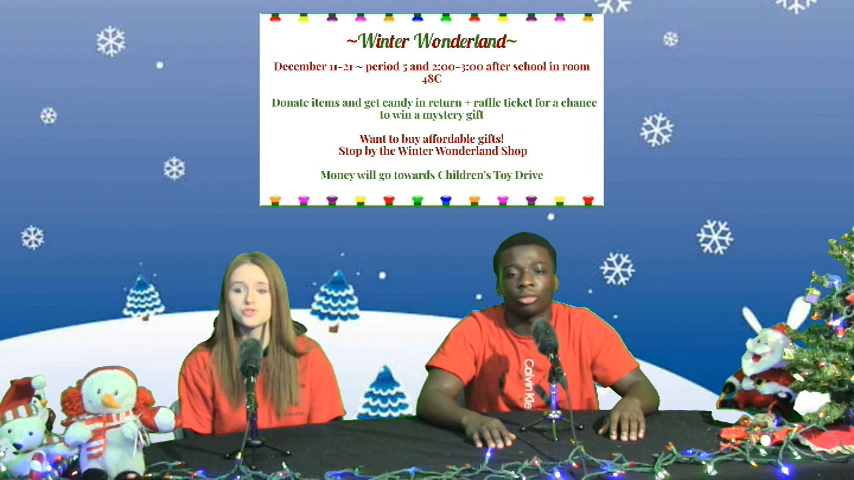 ~Winter Wonderland~
December 11-21 ~ period 5 and 2:00-3:00 after school in room
48C
Donate items and get candy in return + raffle ticket for a chance
to win a mystery gift
Want to buy affordable gifts!
Stop by the Winter Wonderland Shop
Money will go towards Children's Toy Drive
Calvin Kle